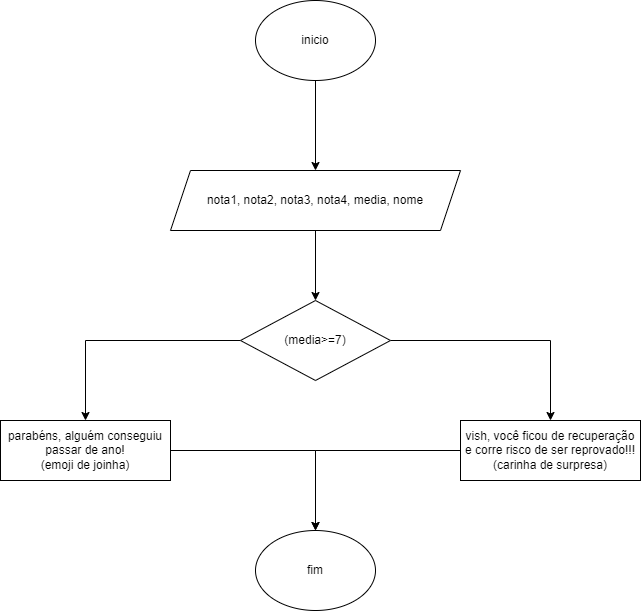 inicio
nota1, nota2, nota3, nota4, media, nome
(media>=7)
parabéns, alguém conseguiu
passar de ano!
(emoji de joinha)
vish, você ficou de recuperação
e corre risco de ser reprovado!!!
(carinha de surpresa)
fim